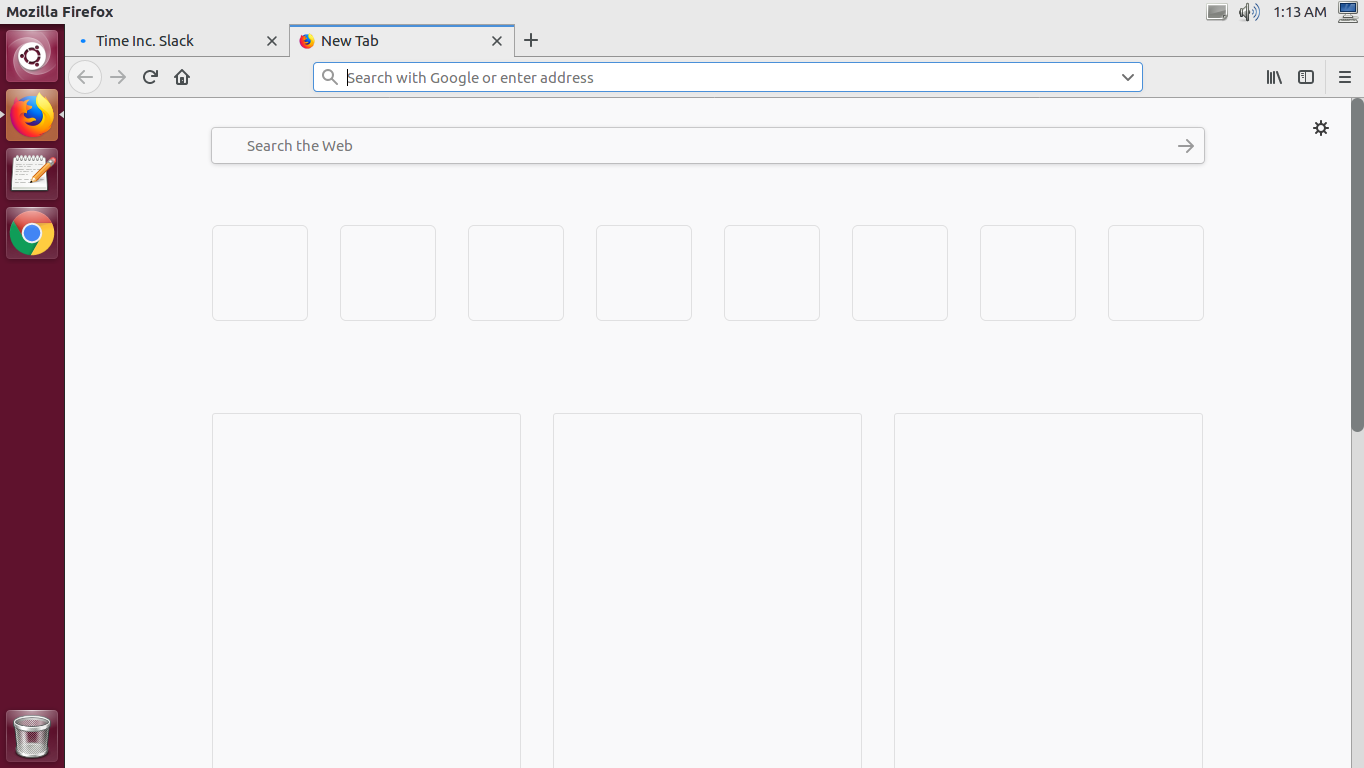 Mozilla Firefox
1:13 AM
Time Inc. Slack
New Tab
Search with Google or enter address
Search the Web